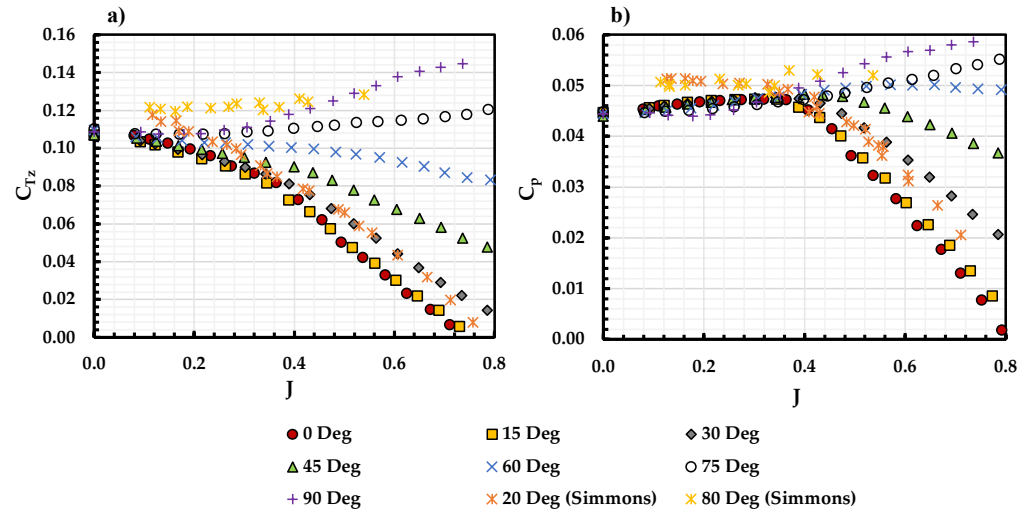 a)
b)
0.16
0.14
0.12
0.10
0.08
0.06
0.04
0.02
0.00
C_Tz
0.0
0.2
0.4
0.6
0.8
J
0.06
0.05
0.04
0.03
0.02
0.01
0.00
C_P
0.0
0.2
0.4
0.6
0.8
J
0 Deg
15 Deg
30 Deg
45 Deg
60 Deg
75 Deg
90 Deg
20 Deg (Simmons)
80 Deg (Simmons)